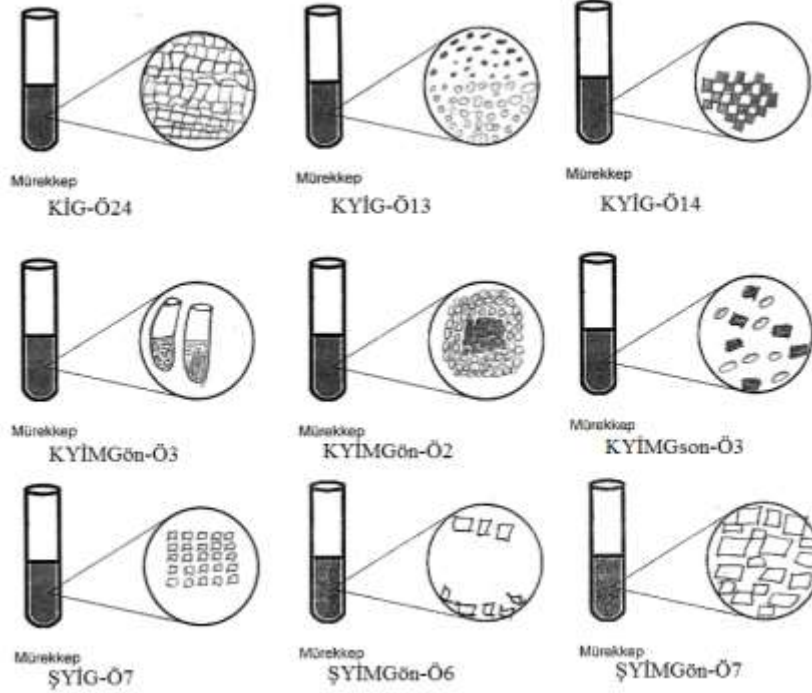 Mürekkep Mürekkep Mürekkep
KİG-Ö24 KYİG-Ö13 KYİG-Ö14
Mürekkep Mürekkep Mürekkep
KYİMGön-Ö3 KYİMGön-Ö2 KYİMGson-Ö3
Mürekkep Mürekkep Mürekkep
ŞYİG-Ö7 ŞYİMGön-Ö6 ŞYİMGön-Ö7